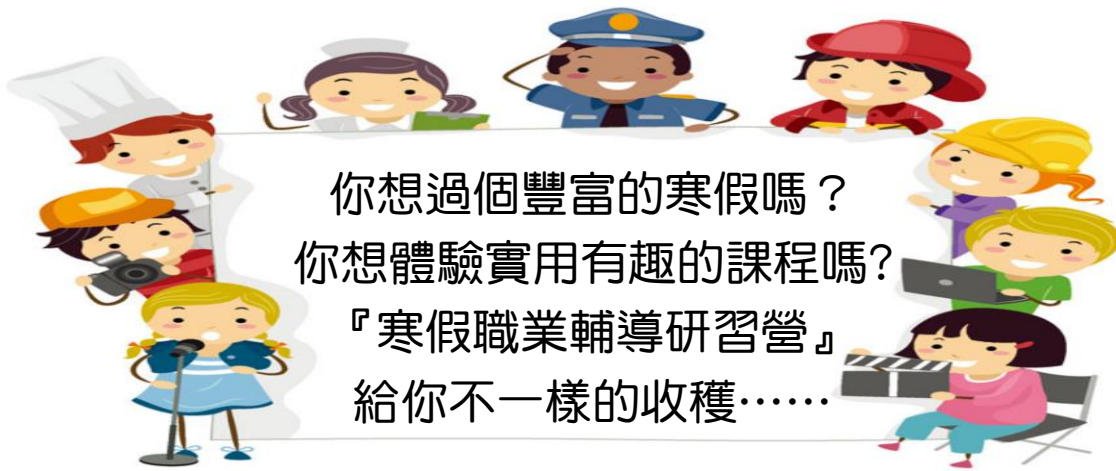 你想過個豐富的寒假嗎？
你想體驗實用有趣的課程嗎?
『寒假職業輔導研習營』
給你不一樣的收穫……